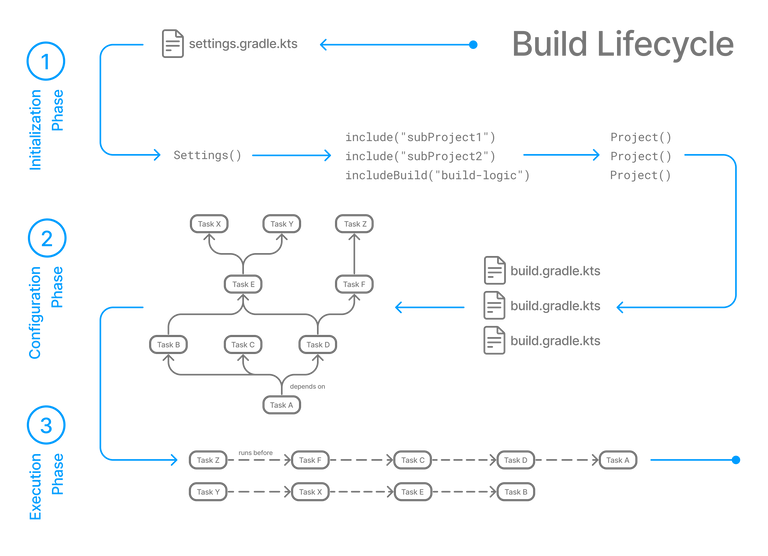 Build Lifecycle
1
Initialization
Phase
settings.gradle.kts
Settings()
include("subProject1")
include("subProject2")
includeBuild("build-logic")
Project()
Project()
Project()
2
Configuration
Phase
Task X
Task Y
Task Z
Task E
Task F
Task B
Task C
Task D
depends on
Task A
build.gradle.kts
build.gradle.kts
build.gradle.kts
3
Execution
Phase
Task Z
runs before
Task F
Task C
Task D
Task A
Task Y
Task X
Task E
Task B